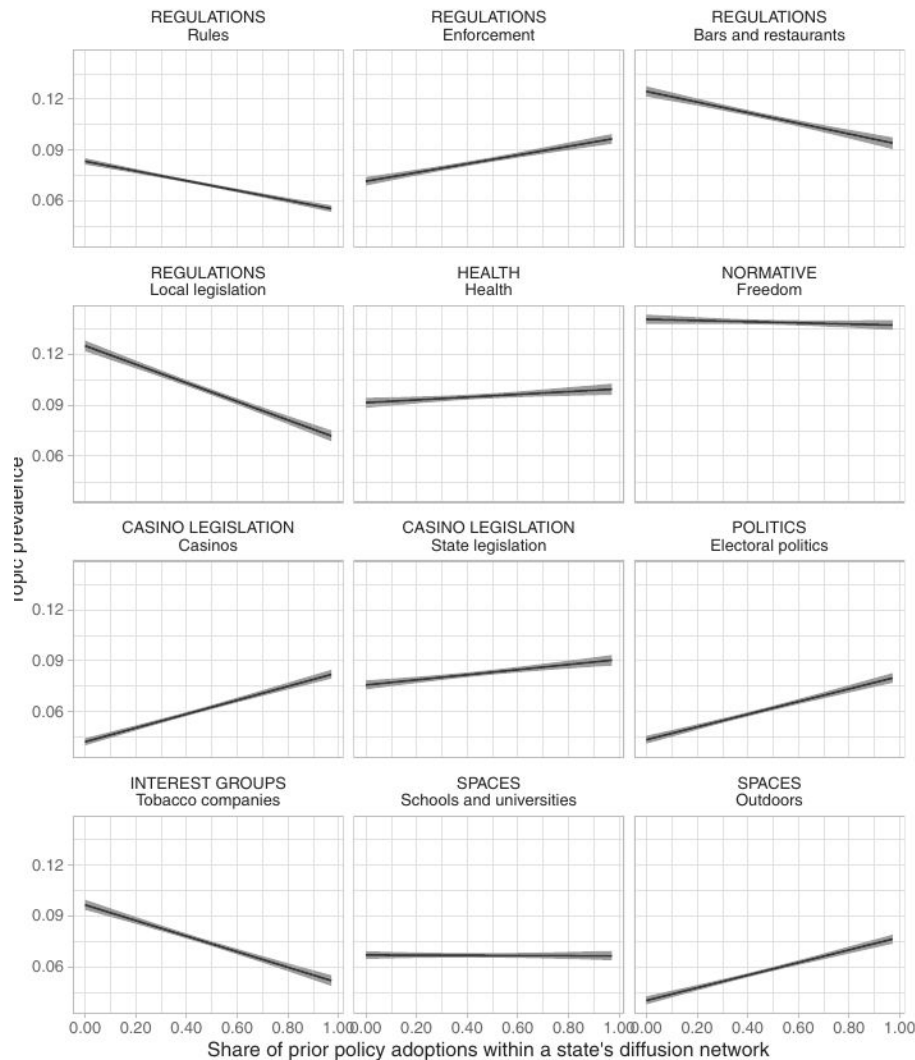 REGULATIONS
Rules
REGULATIONS
Enforcement
REGULATIONS
Bars and restaurants
0.12
0.09
0.06
REGULATIONS
Local legislation
HEALTH
Health
NORMATIVE
Freedom
0.12
0.09
0.06
Topic prevalence
CASINO LEGISLATION
Casinos
CASINO LEGISLATION
State legislation
POLITICS
Electoral politics
0.12
0.09
0.06
INTEREST GROUPS
Tobacco companies
SPACES
Schools and universities
SPACES
Outdoors
0.12
0.09
0.06
0.00 0.20 0.40 0.60 0.80 1.00 0.00 0.20 0.40 0.60 0.80 1.00 0.00 0.20 0.40 0.60 0.80 1.00
Share of prior policy adoptions within a state's diffusion network